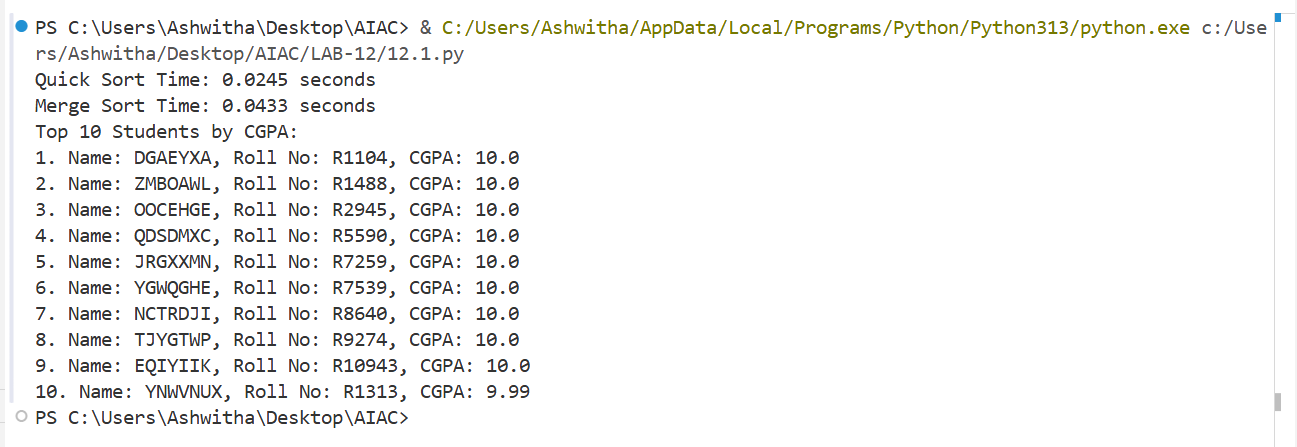 PS C:\Users\Ashwitha\Desktop\AIAC> & C:/Users/Ashwitha/AppData/Local/Programs/Python/Python313/python.exe c:/Use
rs/Ashwitha/Desktop/AIAC/LAB-12/12.1.py
Quick Sort Time: 0.0245 seconds
Merge Sort Time: 0.0433 seconds
Top 10 Students by CGPA:
1. Name: DGAEYXA, Roll No: R1104, CGPA: 10.0
2. Name: ZMBOAWL, Roll No: R1488, CGPA: 10.0
3. Name: OOCEHGE, Roll No: R2945, CGPA: 10.0
4. Name: QDSDMXC, Roll No: R5590, CGPA: 10.0
5. Name: JRGXXMN, Roll No: R7259, CGPA: 10.0
6. Name: YGWQGHE, Roll No: R7539, CGPA: 10.0
7. Name: NCTRDJI, Roll No: R8640, CGPA: 10.0
8. Name: TJYGTWP, Roll No: R9274, CGPA: 10.0
9. Name: EQIYIIK, Roll No: R10943, CGPA: 10.0
10. Name: YNWVNUX, Roll No: R1313, CGPA: 9.99
PS C:\Users\Ashwitha\Desktop\AIAC>